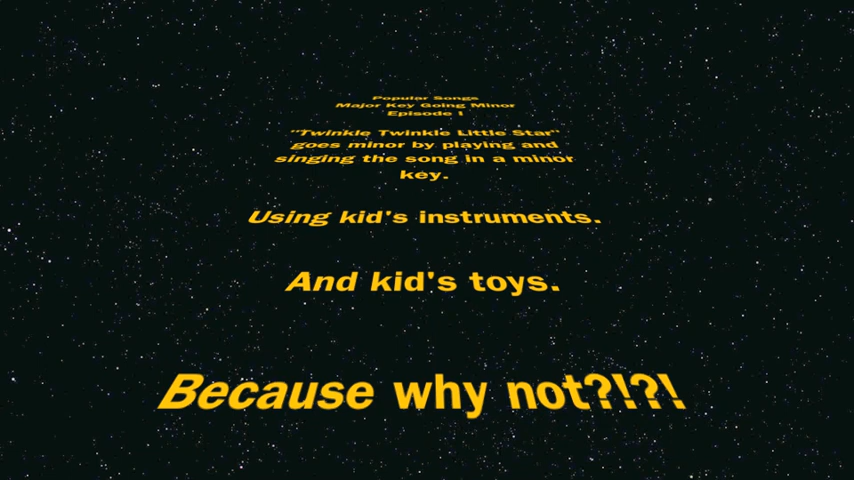 Popular Songs
Major Key Going Minor
Episode I
"Twinkle Twinkle Little Star"
goes minor by playing and
singing the song in a minor
key.
Using kid's instruments.
And kid's toys.
Because why not?!?!